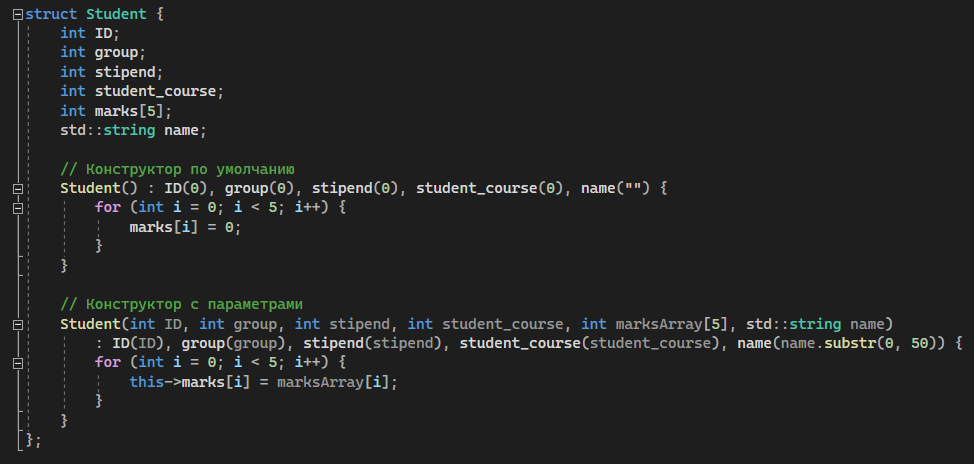 struct Student {
    int ID;
    int group;
    int stipend;
    int student_course;
    int marks[5];
    std::string name;

    // Конструктор по умолчанию
    Student() : ID(0), group(0), stipend(0), student_course(0), name("") {
        for (int i = 0; i < 5; i++) {
            marks[i] = 0;
        }
    }

    // Конструктор с параметрами
    Student(int ID, int group, int stipend, int student_course, int marksArray[5], std::string name)
        : ID(ID), group(group), stipend(stipend), student_course(student_course), name(name.substr(0, 50)) {
        for (int i = 0; i < 5; i++) {
            this->marks[i] = marksArray[i];
        }
    }
};